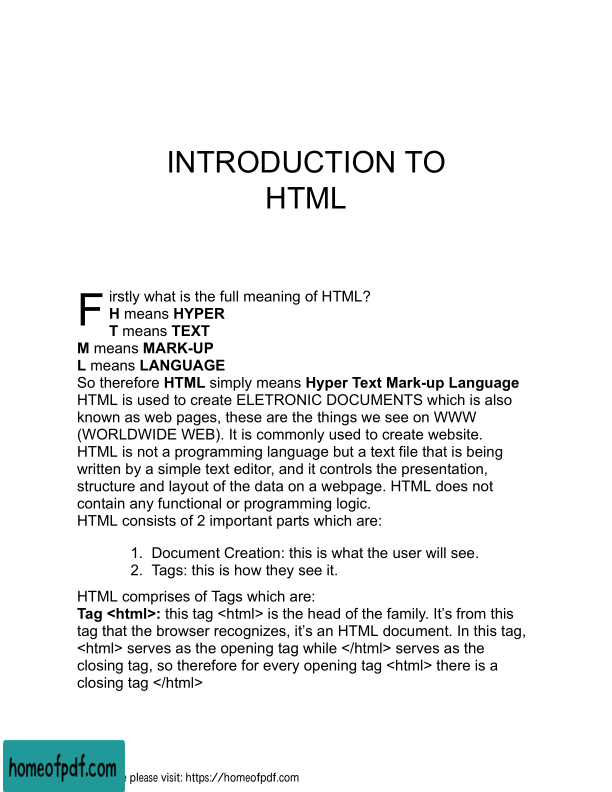 INTRODUCTION TO
HTML
Firstly what is the full meaning of HTML?
H means HYPER
T means TEXT
M means MARK-UP
L means LANGUAGE
So therefore HTML simply means Hyper Text Mark-up Language
HTML is used to create ELETRONIC DOCUMENTS which is also
known as web pages, these are the things we see on WWW
(WORLDWIDE WEB). It is commonly used to create website.
HTML is not a programming language but a text file that is being
written by a simple text editor, and it controls the presentation,
structure and layout of the data on a webpage. HTML does not
contain any functional or programming logic.
HTML consists of 2 important parts which are:
1. Document Creation: this is what the user will see.
2. Tags: this is how they see it.
HTML comprises of Tags which are:
Tag <html>: this tag <html> is the head of the family. It’s from this
tag that the browser recognizes, it’s an HTML document. In this tag,
<html> serves as the opening tag while </html> serves as the
closing tag, so therefore for every opening tag <html> there is a
closing tag </html>
homeofpdf.com
please visit: https://homeofpdf.com